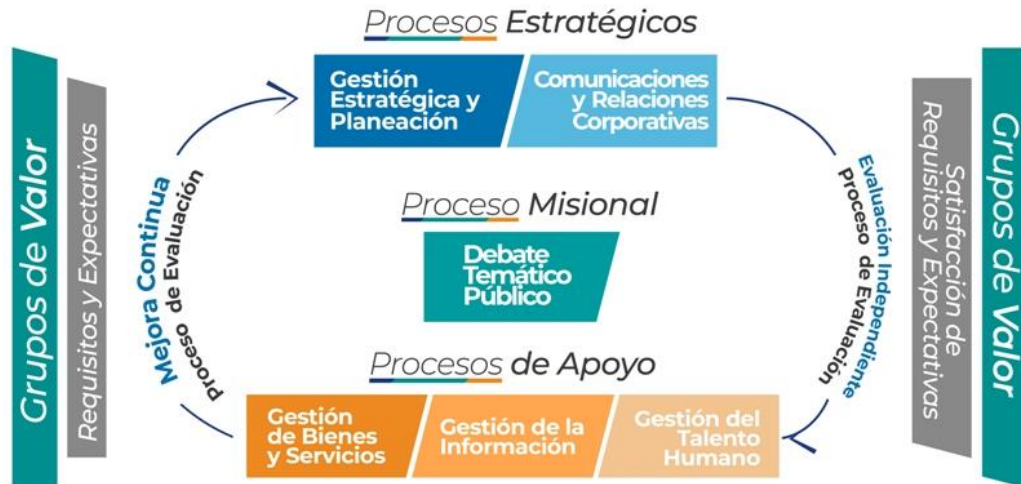 Grupos de Valor
Requisitos y Expectativas
Mejora Continua
Proceso de Evaluación
Procesos Estratégicos
Gestión
Estratégica y
Planeación
Comunicaciones
y Relaciones
Corporativas
Proceso Misional
Debate
Temático
Público
Procesos de Apoyo
Gestión
de Bienes
y Servicios
Gestión de la
Información
Gestión del
Talento
Humano
Evaluación Independiente
Proceso de Evaluación
Satisfacción de
Requisitos y Expectativas
Grupos de Valor